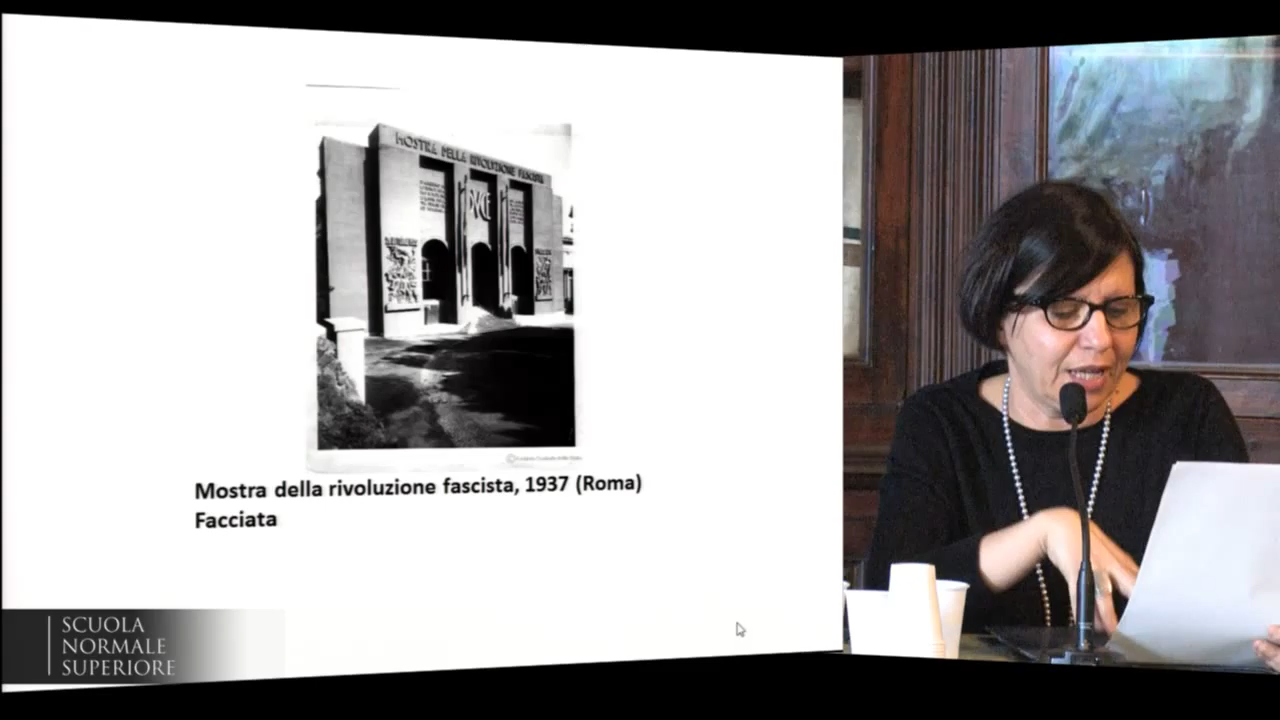 MOSTRA DELLA RIVOLUZIONE FASCISTA
DVCE
Mostra della rivoluzione fascista, 1937 (Roma)
Facciata
SCUOLA
NORMALE
SUPERIORE